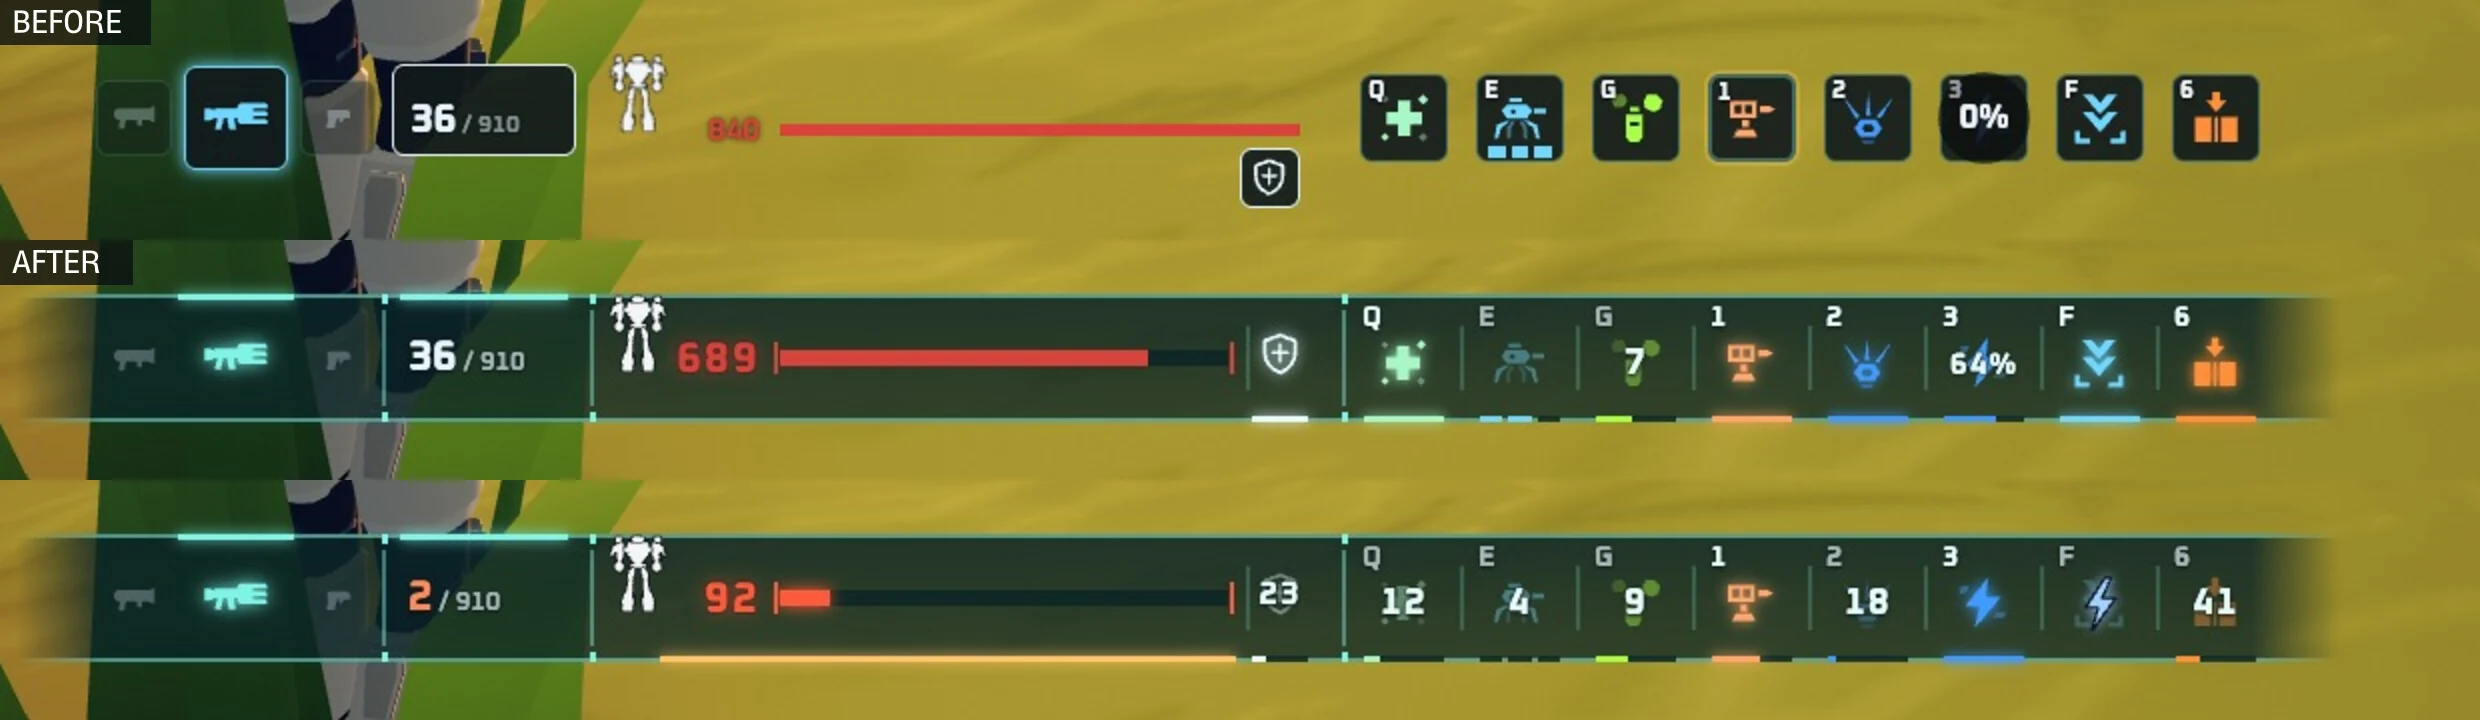 BEFORE
36 / 910
840
Q E G 1 2 3 F 6
0%
AFTER
Q E G 1 2 3 F 6
36 / 910
689
7
64%
Q E G 1 2 3 F 6
2 / 910
92
23
12 4 9 18 41